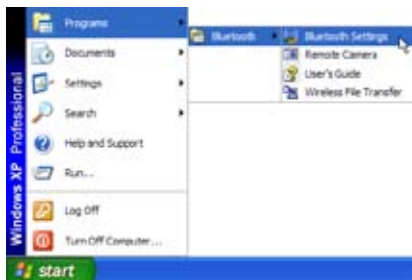 Programs
Documents
Settings
Search
Help and Support
Run...
Log Off
Turn Off Computer...
Windows XP Professional
start
Bluetooth
Bluetooth Settings
Remote Camera
User's Guide
Wireless File Transfer